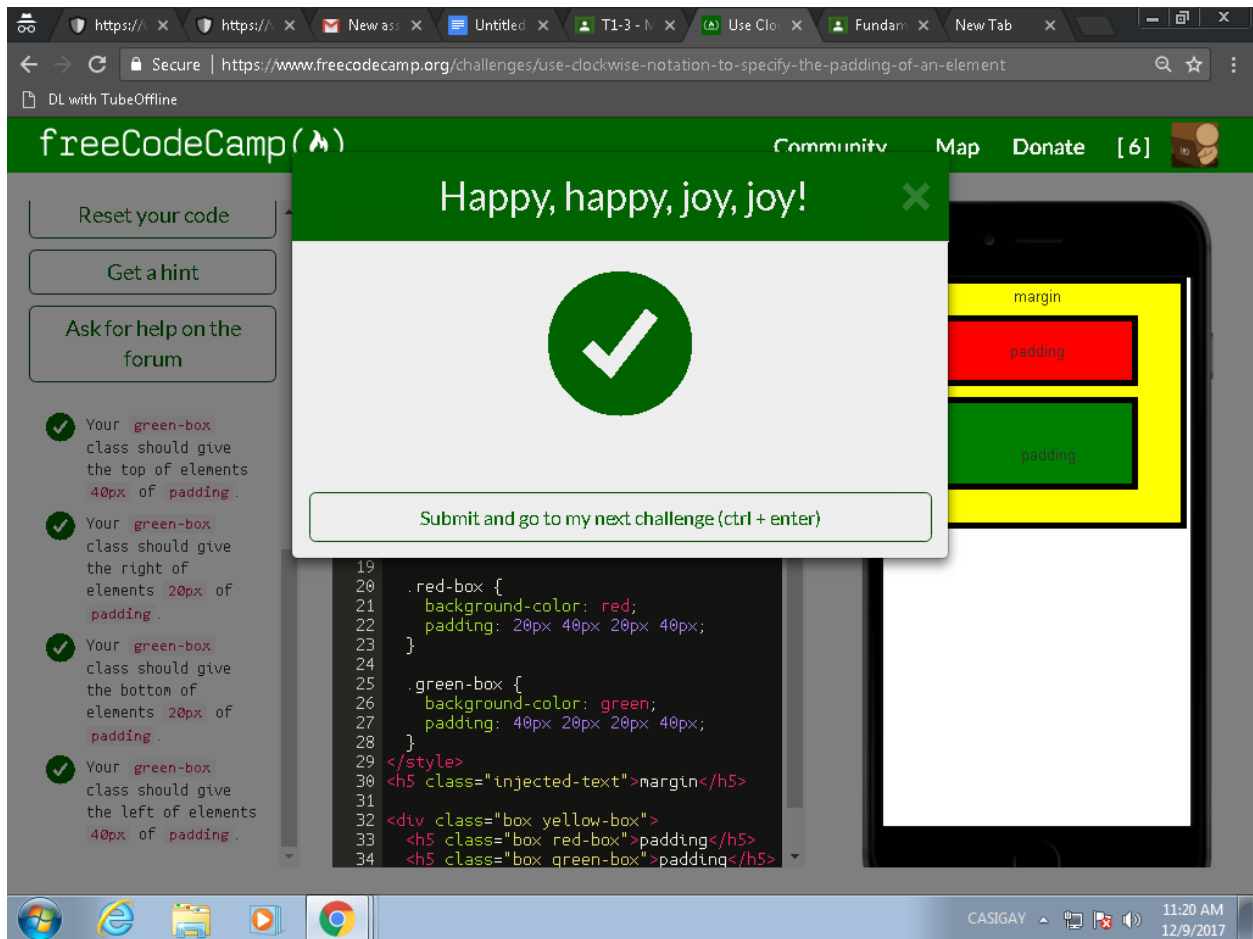 https://\
https://\
New ass
Untitled
T1-3 - N
Use Cloc
Fundam
New Tab
Secure | https://www.freecodecamp.org/challenges/use-clockwise-notation-to-specify-the-padding-of-an-element
DL with TubeOffline
freeCodeCamp( )
Community
Map
Donate
[6]
Happy, happy, joy, joy!
Submit and go to my next challenge (ctrl + enter)
Reset your code
Get a hint
Ask for help on the
forum
Your green-box
class should give
the top of elements
40px of padding.
Your green-box
class should give
the right of
elements 20px of
padding.
Your green-box
class should give
the bottom of
elements 20px of
padding.
Your green-box
class should give
the left of elements
40px of padding.
19
20 .red-box {
21 background-color: red;
22 padding: 20px 40px 20px 40px;
23 }
24
25 .green-box {
26 background-color: green;
27 padding: 40px 20px 20px 40px;
28 }
29 </style>
30 <h5 class="injected-text">margin</h5>
31
32 <div class="box yellow-box">
33 <h5 class="box red-box">padding</h5>
34 <h5 class="box green-box">padding</h5>
margin
padding
padding
CASIGAY
11:20 AM
12/9/2017